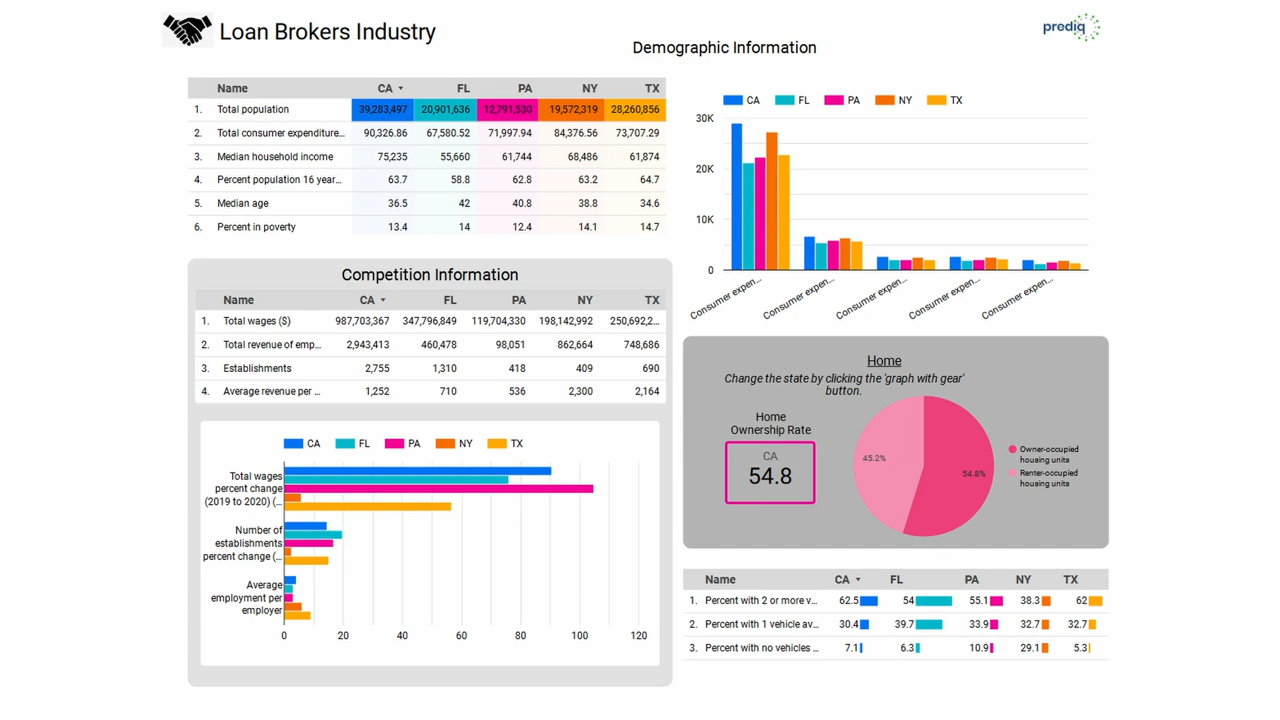 Loan Brokers Industry
prediq
Demographic Information
Name CA FL PA NY TX
1. Total population 39,283,497 20,901,636 12,791,530 19,572,319 28,260,856
2. Total consumer expenditure... 90,326.86 67,580.52 71,997.94 84,376.56 73,707.29
3. Median household income 75,235 55,660 61,744 68,486 61,874
4. Percent population 16 year... 63.7 58.8 62.8 63.2 64.7
5. Median age 36.5 42 40.8 38.8 34.6
6. Percent in poverty 13.4 14 12.4 14.1 14.7
CA FL PA NY TX
30K
20K
10K
0
Consumer expen... Consumer expen... Consumer expen... Consumer expen... Consumer expen...
Competition Information
Name CA FL PA NY TX
1. Total wages ($) 987,703,367 347,796,849 119,704,330 198,142,992 250,692,2...
2. Total revenue of emp... 2,943,413 460,478 98,051 862,664 748,686
3. Establishments 2,755 1,310 418 409 690
4. Average revenue per ... 1,252 710 536 2,300 2,164
CA FL PA NY TX
Total wages
percent change
(2019 to 2020) (...
Number of
establishments
percent change (...
Average
employment per
employer
0 20 40 60 80 100 120
Home
Change the state by clicking the 'graph with gear'
button.
Home
Ownership Rate
CA
54.8
45.2%
54.8%
Owner-occupied
housing units
Renter-occupied
housing units
Name CA FL PA NY TX
1. Percent with 2 or more v... 62.5 54 55.1 38.3 62
2. Percent with 1 vehicle av... 30.4 39.7 33.9 32.7 32.7
3. Percent with no vehicles ... 7.1 6.3 10.9 29.1 5.3